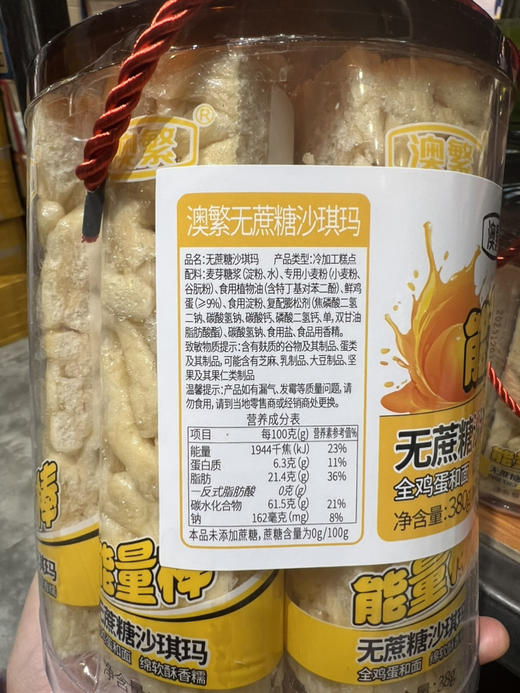 澳繁®
澳繁
澳繁无蔗糖沙琪玛
品名:无蔗糖沙琪玛 产品类型:冷加工糕点
配料:麦芽糖浆(淀粉、水)、专用小麦粉(小麦粉、
谷朊粉)、食用植物油(含特丁基对苯二酚)、鲜鸡
蛋(≥9%)、食用淀粉、复配膨松剂(焦磷酸二氢
二钠、碳酸氢钠、碳酸钙、磷酸二氢钙、单,双甘油
脂肪酸酯)、碳酸氢钠、食用盐、食品用香精。
致敏物质提示:含有麸质的谷物及其制品、蛋类
及其制品、可能含有芝麻、乳制品、大豆制品、坚
果及其果仁类制品
温馨提示:产品如有漏气、发霉等质量问题,请
勿食用,请到当地零售商或经销商处更换。
营养成分表
项目 每100克(g) 营养素参考值%
能量 1944千焦(kJ) 23%
蛋白质 6.3克(g) 11%
脂肪 21.4克(g) 36%
—反式脂肪酸 0克(g)
碳水化合物 61.5克(g) 21%
钠 162毫克(mg) 8%
本品未添加蔗糖,蔗糖含量为0g/100g
能
无蔗糖
全鸡蛋和面
净含量:380g
能量棒
无蔗糖沙琪玛
绵软酥香糯
能量
无蔗糖沙琪玛
全鸡蛋和面 绵软酥香
38g